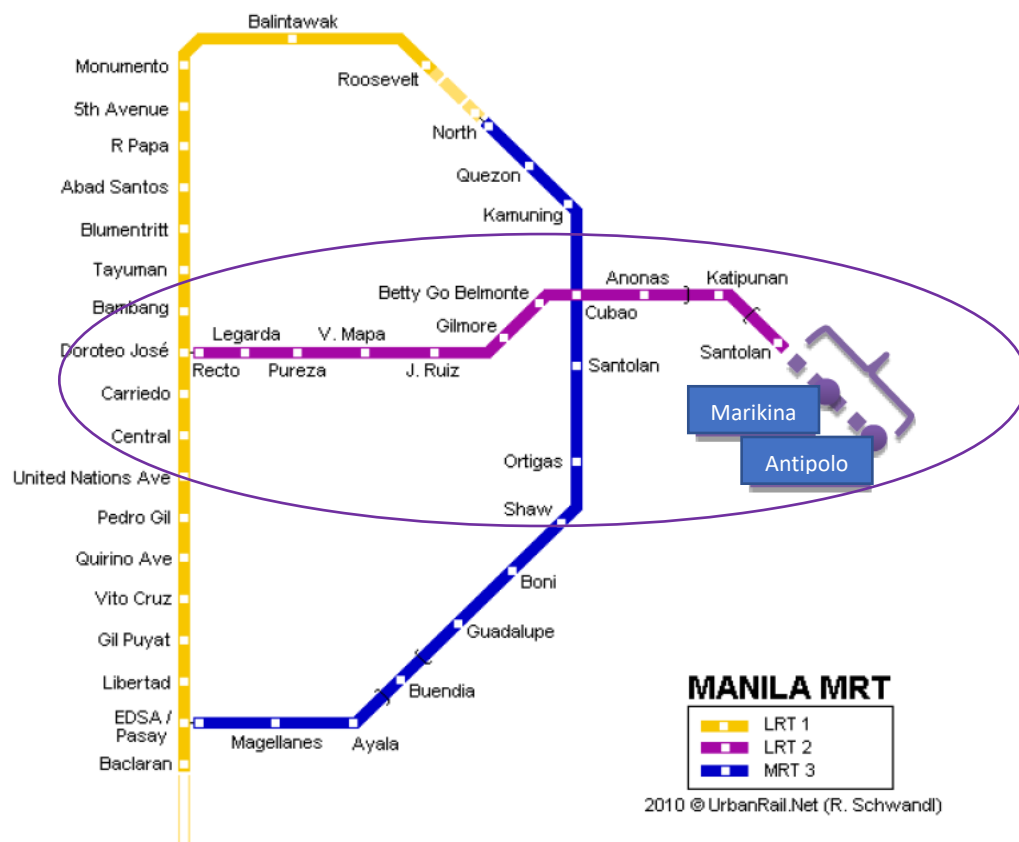 Balintawak
Monumento
Roosevelt
5th Avenue
North
R Papa
Quezon
Abad Santos
Kamuning
Blumentritt
Tayuman
Anonas
Katipunan
Betty Go Belmonte
Bambang
Cubao
Gilmore
Legarda
V. Mapa
Doroteo José
Santolan
Recto
Pureza
J. Ruiz
Santolan
Carriedo
Marikina
Central
Antipolo
Ortigas
United Nations Ave
Shaw
Pedro Gil
Quirino Ave
Boni
Vito Cruz
Guadalupe
Gil Puyat
Libertad
Buendia
EDSA /
Pasay
Magellanes
Ayala
Baclaran
MANILA MRT
LRT 1
LRT 2
MRT 3
2010 © UrbanRail.Net (R. Schwandl)